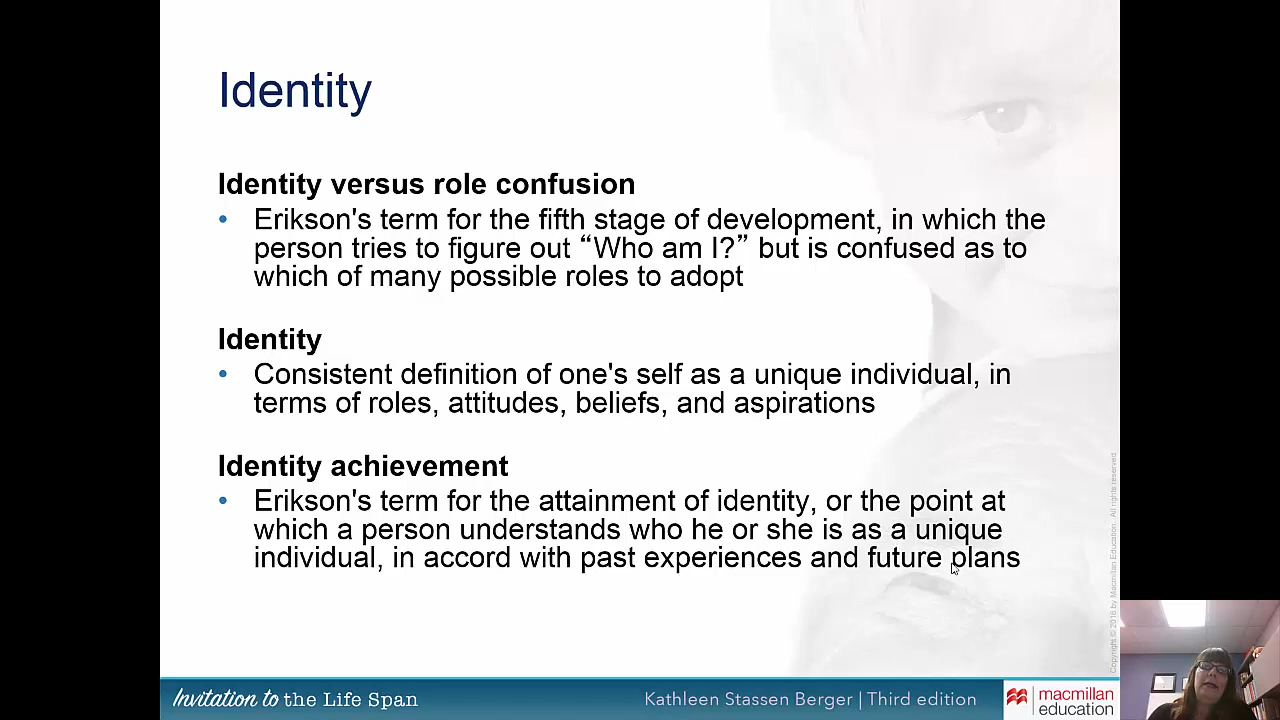 Identity
Identity versus role confusion
• Erikson's term for the fifth stage of development, in which the
person tries to figure out “Who am I?” but is confused as to
which of many possible roles to adopt
Identity
• Consistent definition of one's self as a unique individual, in
terms of roles, attitudes, beliefs, and aspirations
Identity achievement
• Erikson's term for the attainment of identity, or the point at
which a person understands who he or she is as a unique
individual, in accord with past experiences and future plans
Copyright © 2016 by Macmillan Education. All rights reserved
Invitation to the Life Span
Kathleen Stassen Berger | Third edition
macmillan
education